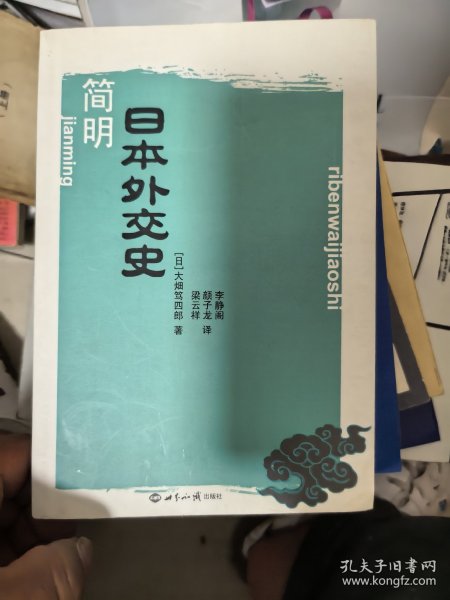 简明
jianming
日本外交史
ribenwaijiaoshi
[日]大畑笃四郎 著
梁云祥
颜子龙 译
李静阁
世界知识出版社
孔夫子旧书网
www.kongfz.com